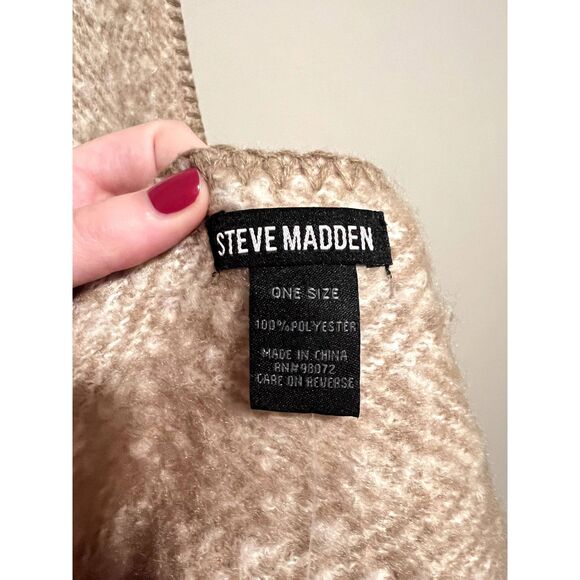 STEVE MADDEN
ONE SIZE
100%POLYESTER
MADE IN CHINA
RN#98072
CARE ON REVERSE